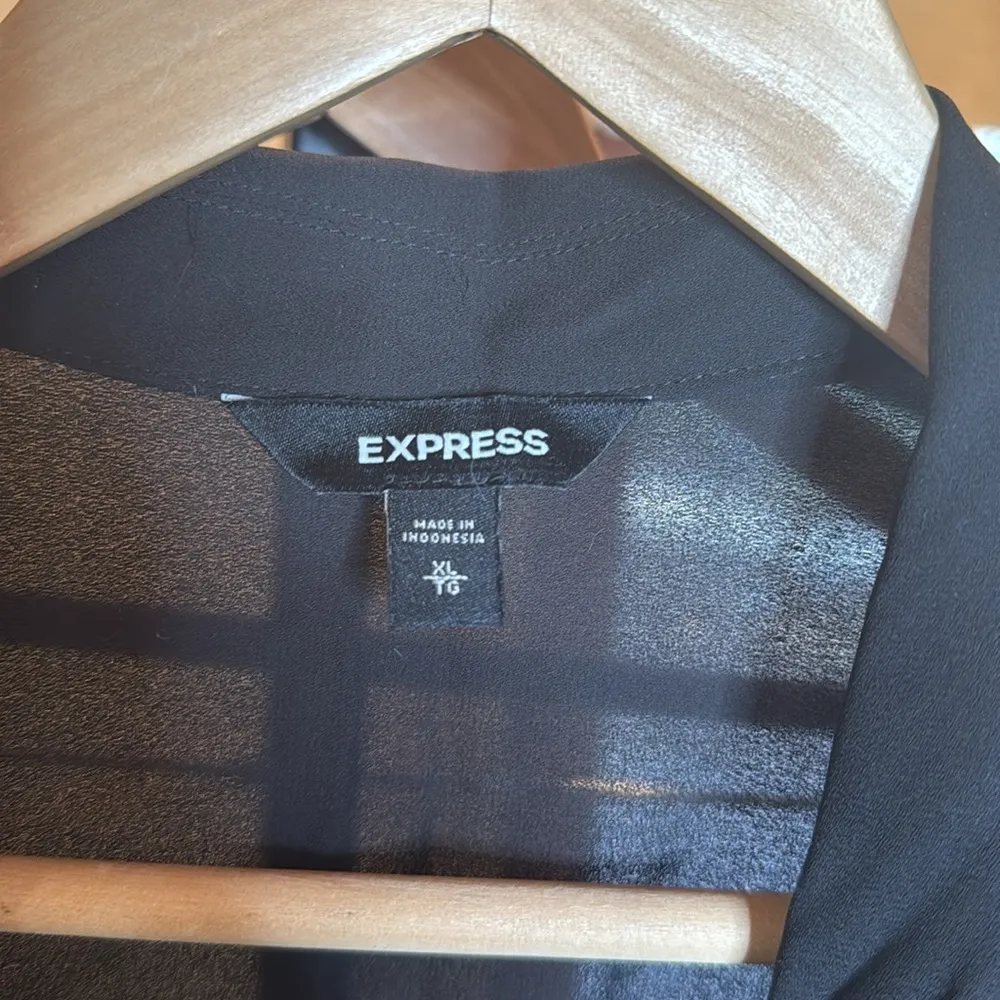 EXPRESS
MADE IN
INDONESIA
XL
TG